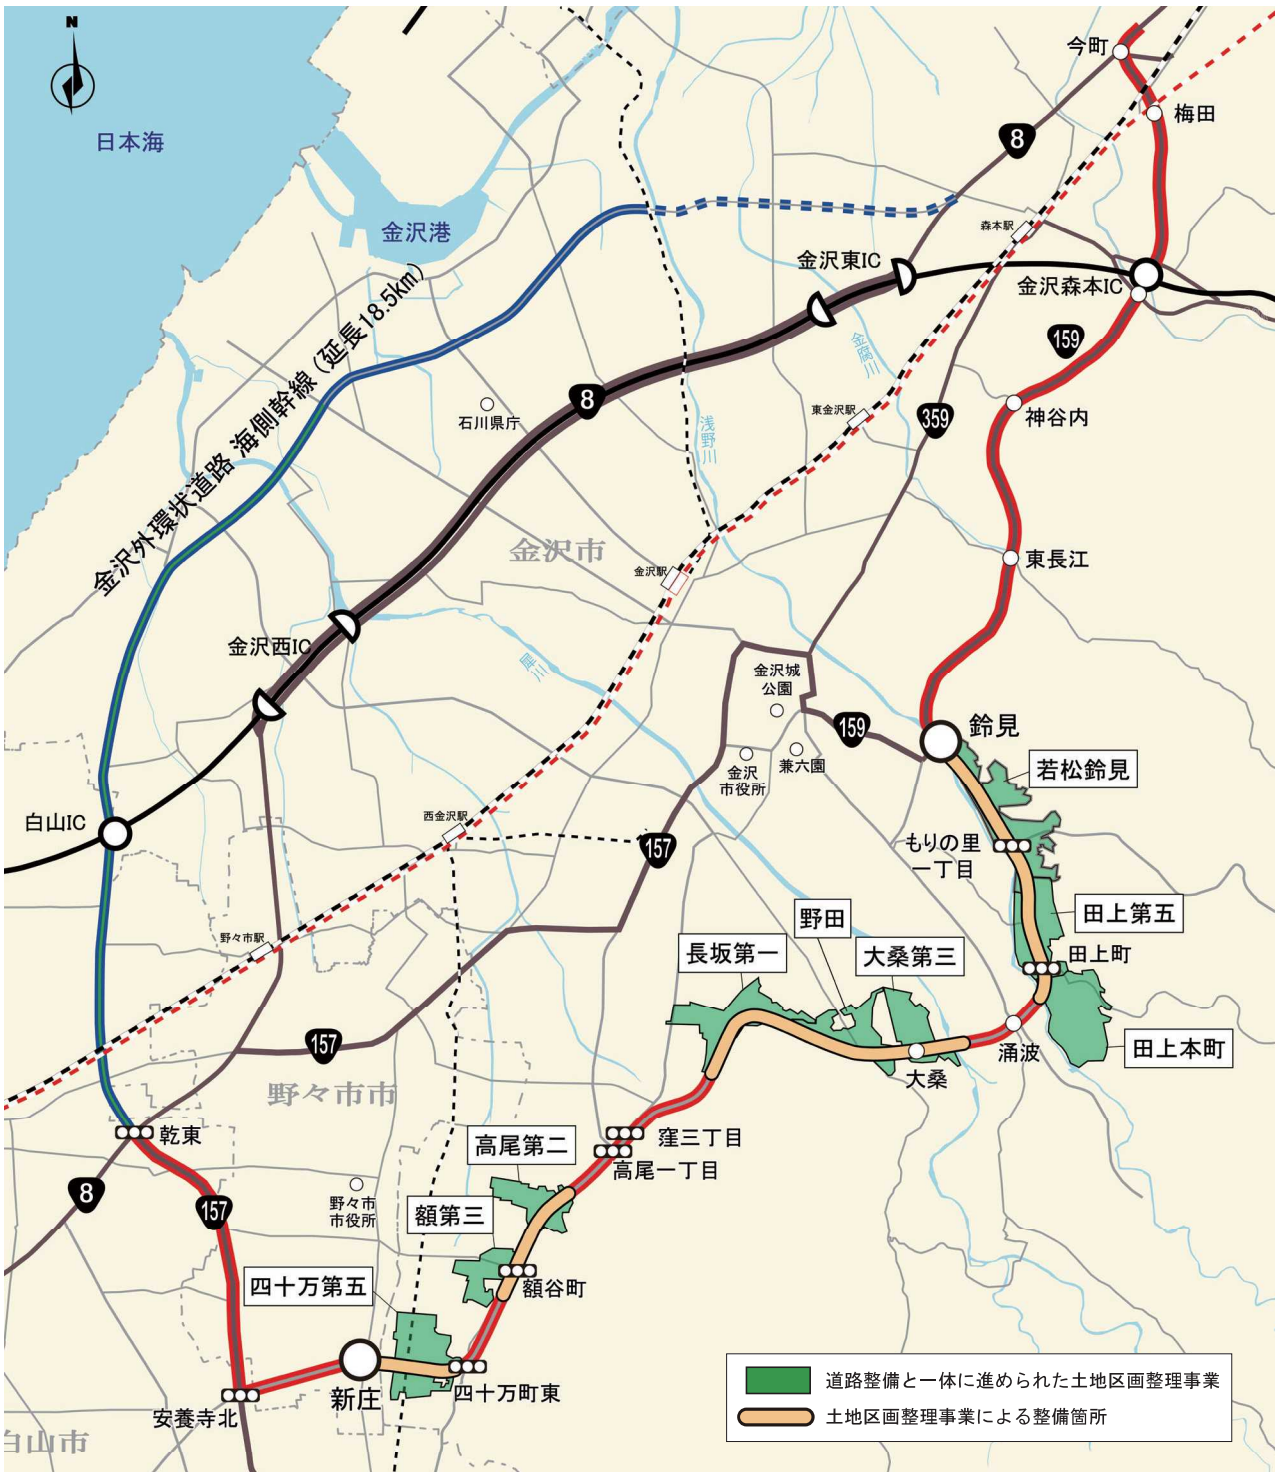 N
今町
日本海
梅田
8
金沢港
森本駅
金沢東IC
金沢森本IC
金沢外環状道路 海側幹線（延長18.5km）
159
金腐川
8
石川県庁
東金沢駅
359
神谷内
浅野川
金沢市
東長江
金沢駅
金沢西IC
犀川
金沢城
公園
159
鈴見
金沢
市役所
兼六園
若松鈴見
白山IC
西金沢駅
157
もりの里
一丁目
野々市駅
野田
田上第五
長坂第一
大桑第三
田上町
157
涌波
田上本町
大桑
野々市市
乾東
高尾第二
窪三丁目
高尾一丁目
8
157
野々市
市役所
額第三
四十万第五
額谷町
新庄
四十万町東
安養寺北
白山市
道路整備と一体に進められた土地区画整理事業
土地区画整理事業による整備箇所